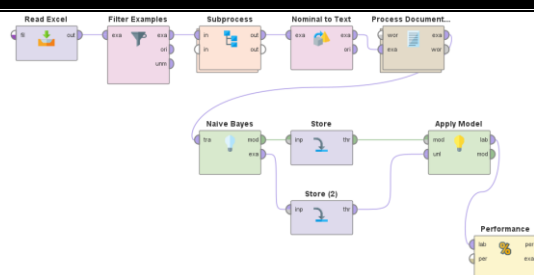 Read Excel
Filter Examples
Subprocess
Nominal to Text
Process Document...
fil
out
exa
exa
ori
unm
in
in
out
out
exa
exa
ori
wor
exa
exa
wor
Naive Bayes
Store
Apply Model
tra
mod
exa
inp
thr
mod
unl
lab
mod
Store (2)
inp
thr
Performance
lab
per
per
exa